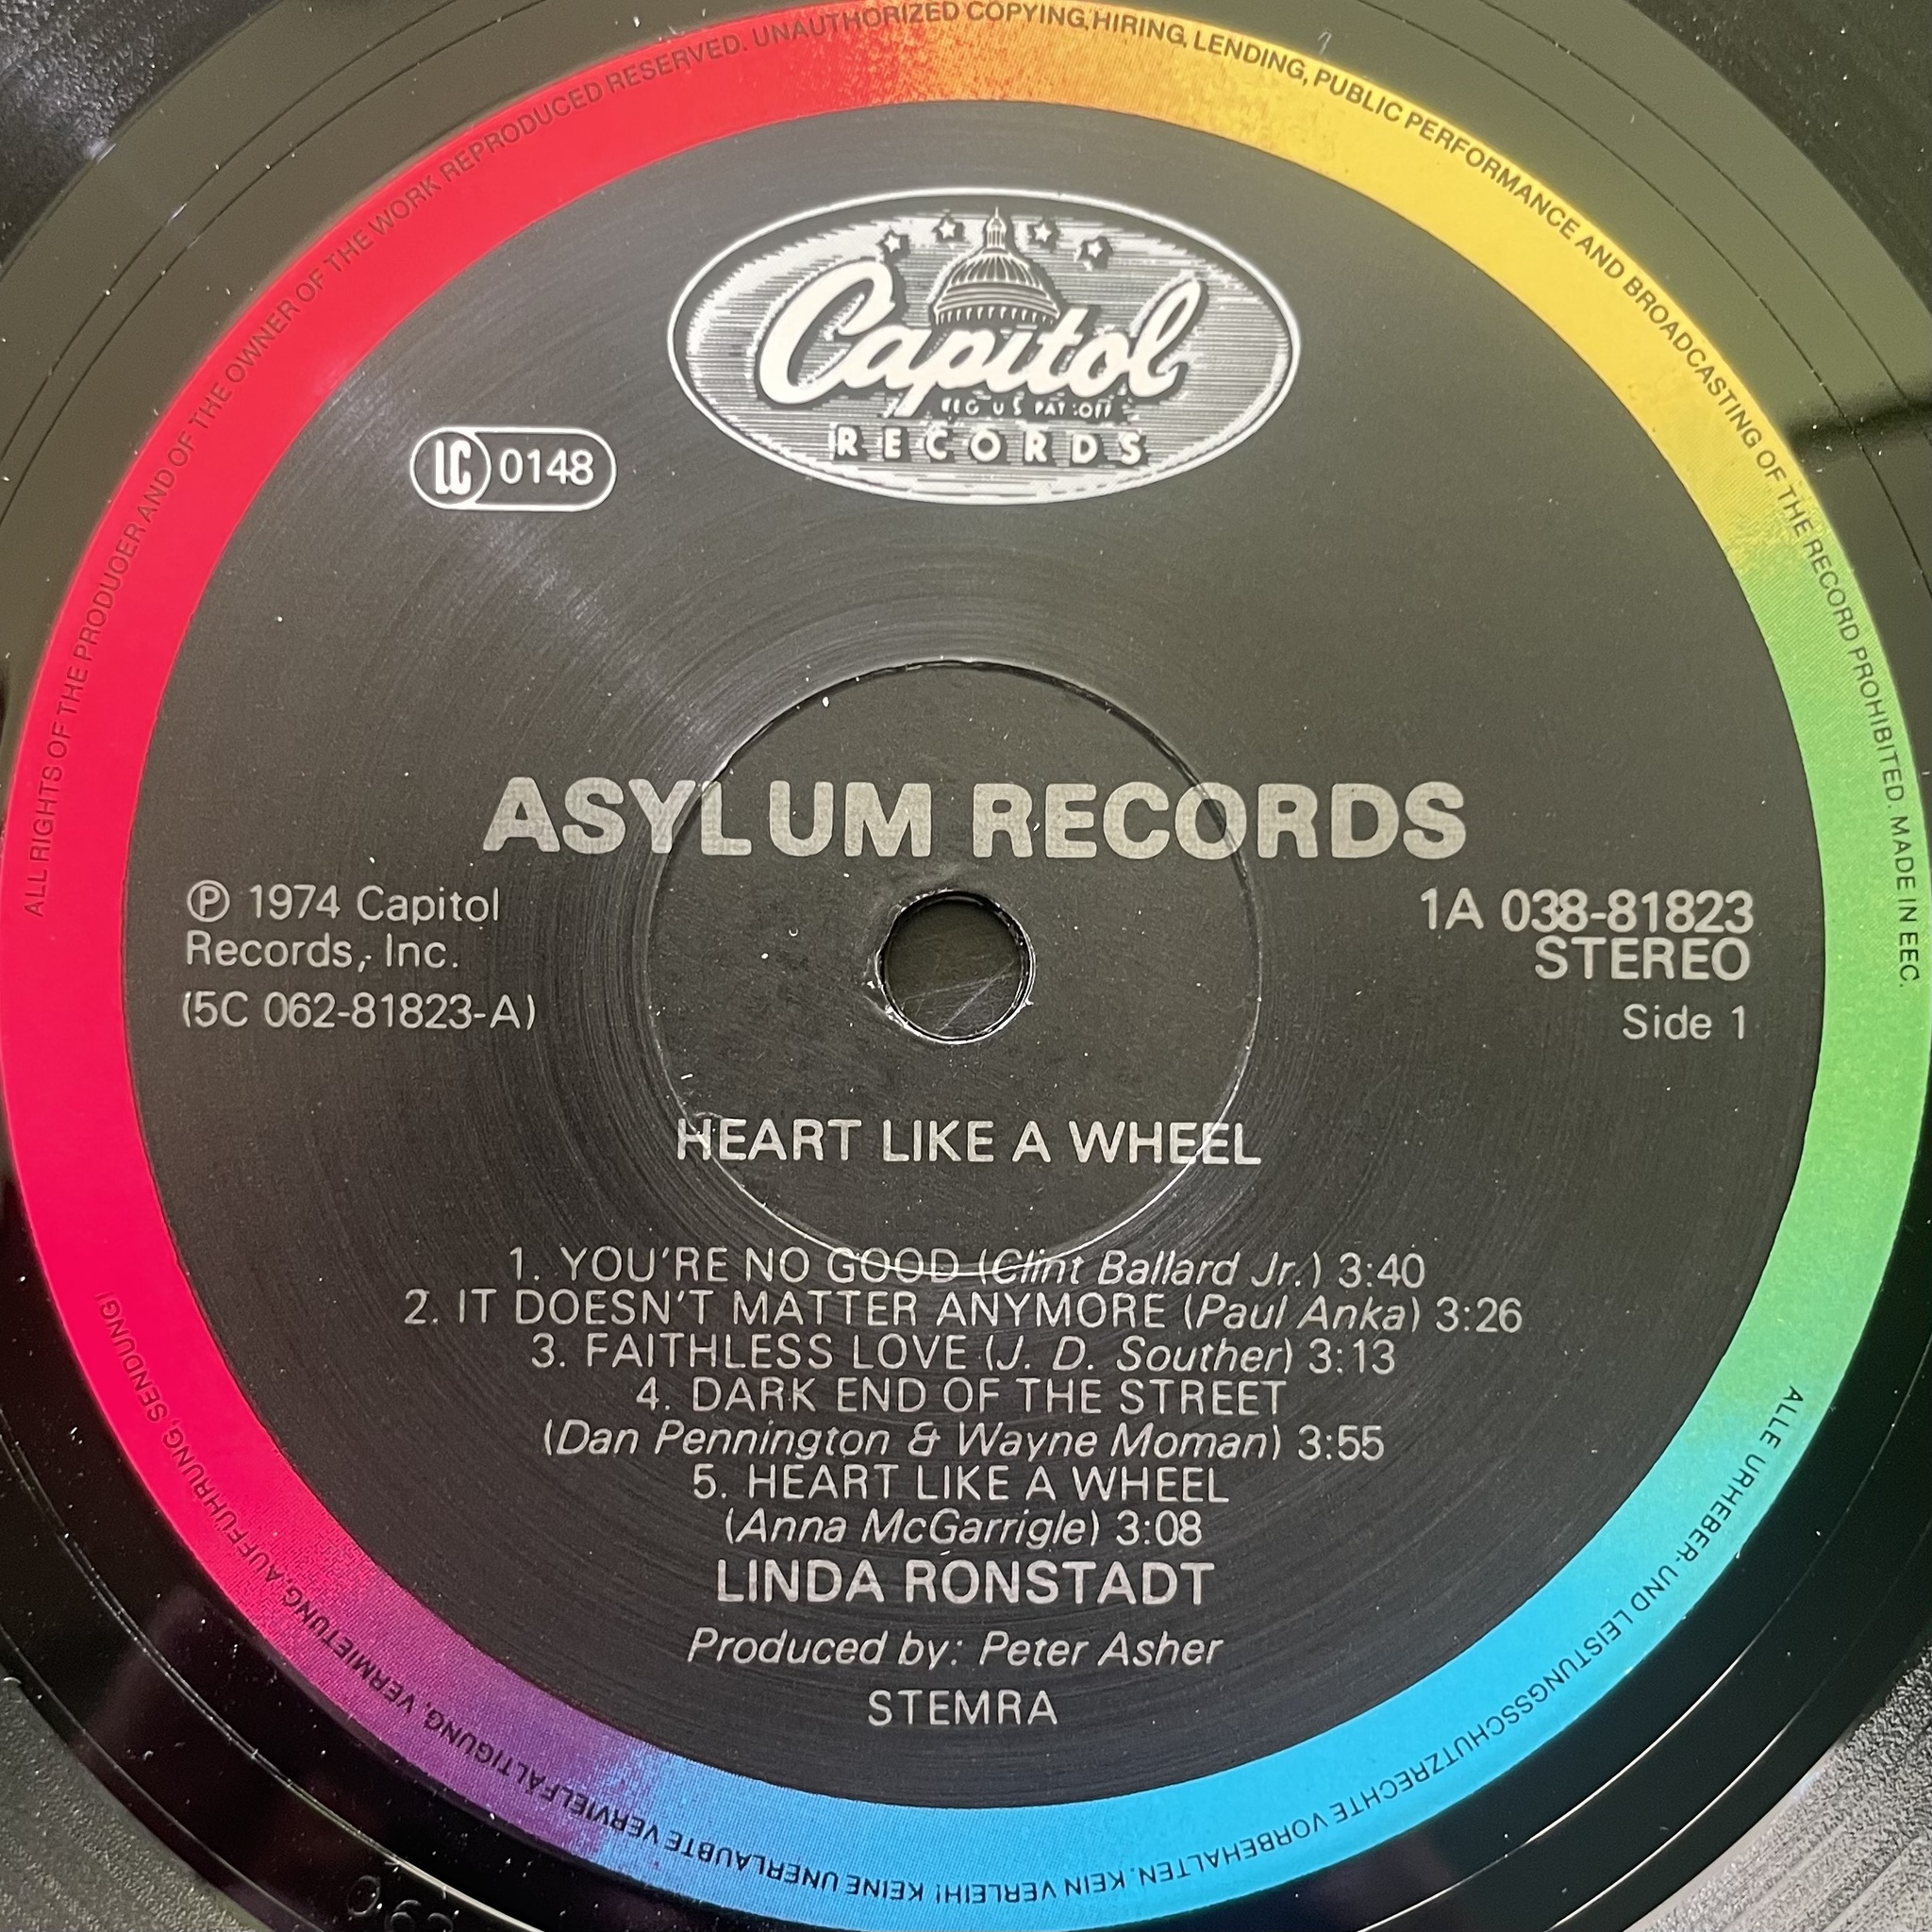 ALL RIGHTS OF THE PRODUCER AND OF THE OWNER OF THE WORK REPRODUCED RESERVED. UNAUTHORIZED COPYING, HIRING, LENDING, PUBLIC PERFORMANCE AND BROADCASTING OF THE RECORD PROHIBITED. MADE IN EEC.
Capitol
REG US PAT OFF
RECORDS
LC 0148
ASYLUM RECORDS
℗ 1974 Capitol
Records, Inc.
(5C 062-81823-A)
1A 038-81823
STEREO
Side 1
HEART LIKE A WHEEL
1. YOU'RE NO GOOD (Clint Ballard Jr.) 3:40
2. IT DOESN'T MATTER ANYMORE (Paul Anka) 3:26
3. FAITHLESS LOVE (J. D. Souther) 3:13
4. DARK END OF THE STREET
(Dan Pennington & Wayne Moman) 3:55
5. HEART LIKE A WHEEL
(Anna McGarrigle) 3:08
LINDA RONSTADT
Produced by: Peter Asher
STEMRA
ALLE URHEBER- UND LEISTUNGSSCHUTZRECHTE VORBEHALTEN. KEIN VERLEIH! KEINE UNERLAUBTE VERVIELFÄLTIGUNG, VERMIETUNG, AUFFÜHRUNG, SENDUNG!